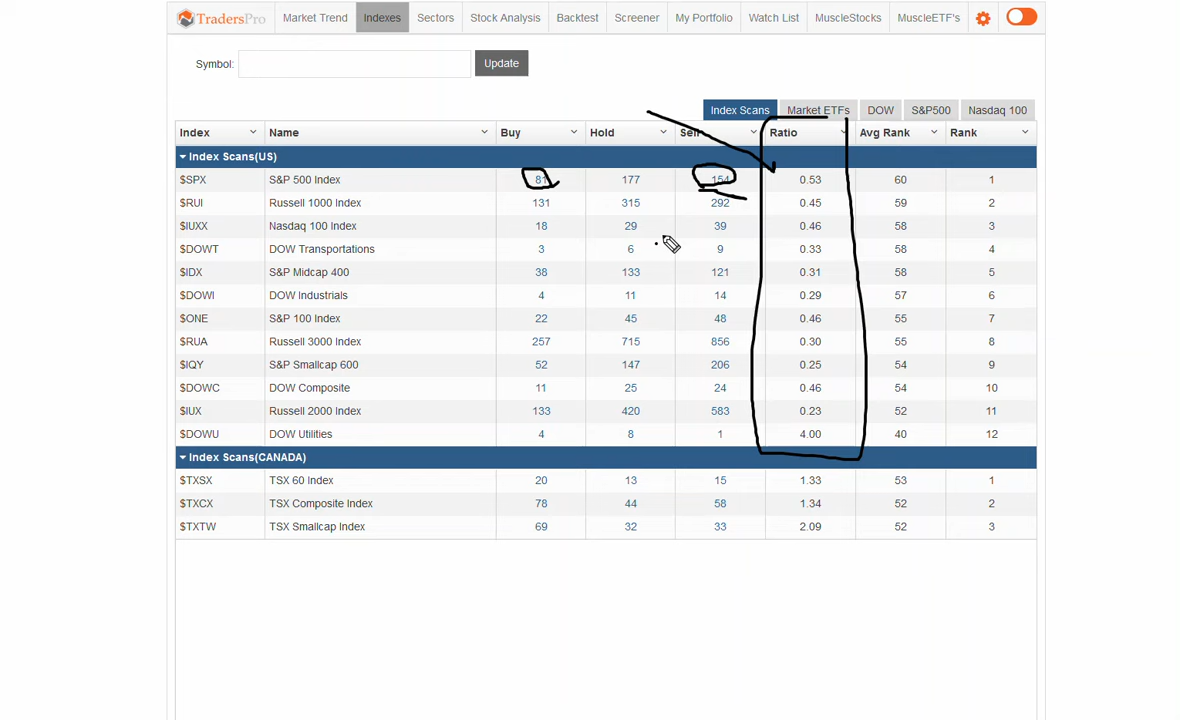 TradersPro Market Trend Indexes Sectors Stock Analysis Backtest Screener My Portfolio Watch List MuscleStocks MuscleETF's
Symbol: Update
Index Scans Market ETFs DOW S&P500 Nasdaq 100
Index Name Buy Hold Sell Ratio Avg Rank Rank
Index Scans(US)
$SPX S&P 500 Index 81 177 154 0.53 60 1
$RUI Russell 1000 Index 131 315 292 0.45 59 2
$IUXX Nasdaq 100 Index 18 29 39 0.46 58 3
$DOWT DOW Transportations 3 6 9 0.33 58 4
$IDX S&P Midcap 400 38 133 121 0.31 58 5
$DOWI DOW Industrials 4 11 14 0.29 57 6
$ONE S&P 100 Index 22 45 48 0.46 55 7
$RUA Russell 3000 Index 257 715 856 0.30 55 8
$IQY S&P Smallcap 600 52 147 206 0.25 54 9
$DOWC DOW Composite 11 25 24 0.46 54 10
$IUX Russell 2000 Index 133 420 583 0.23 52 11
$DOWU DOW Utilities 4 8 1 4.00 40 12
Index Scans(CANADA)
$TXSX TSX 60 Index 20 13 15 1.33 53 1
$TXCX TSX Composite Index 78 44 58 1.34 52 2
$TXTW TSX Smallcap Index 69 32 33 2.09 52 3